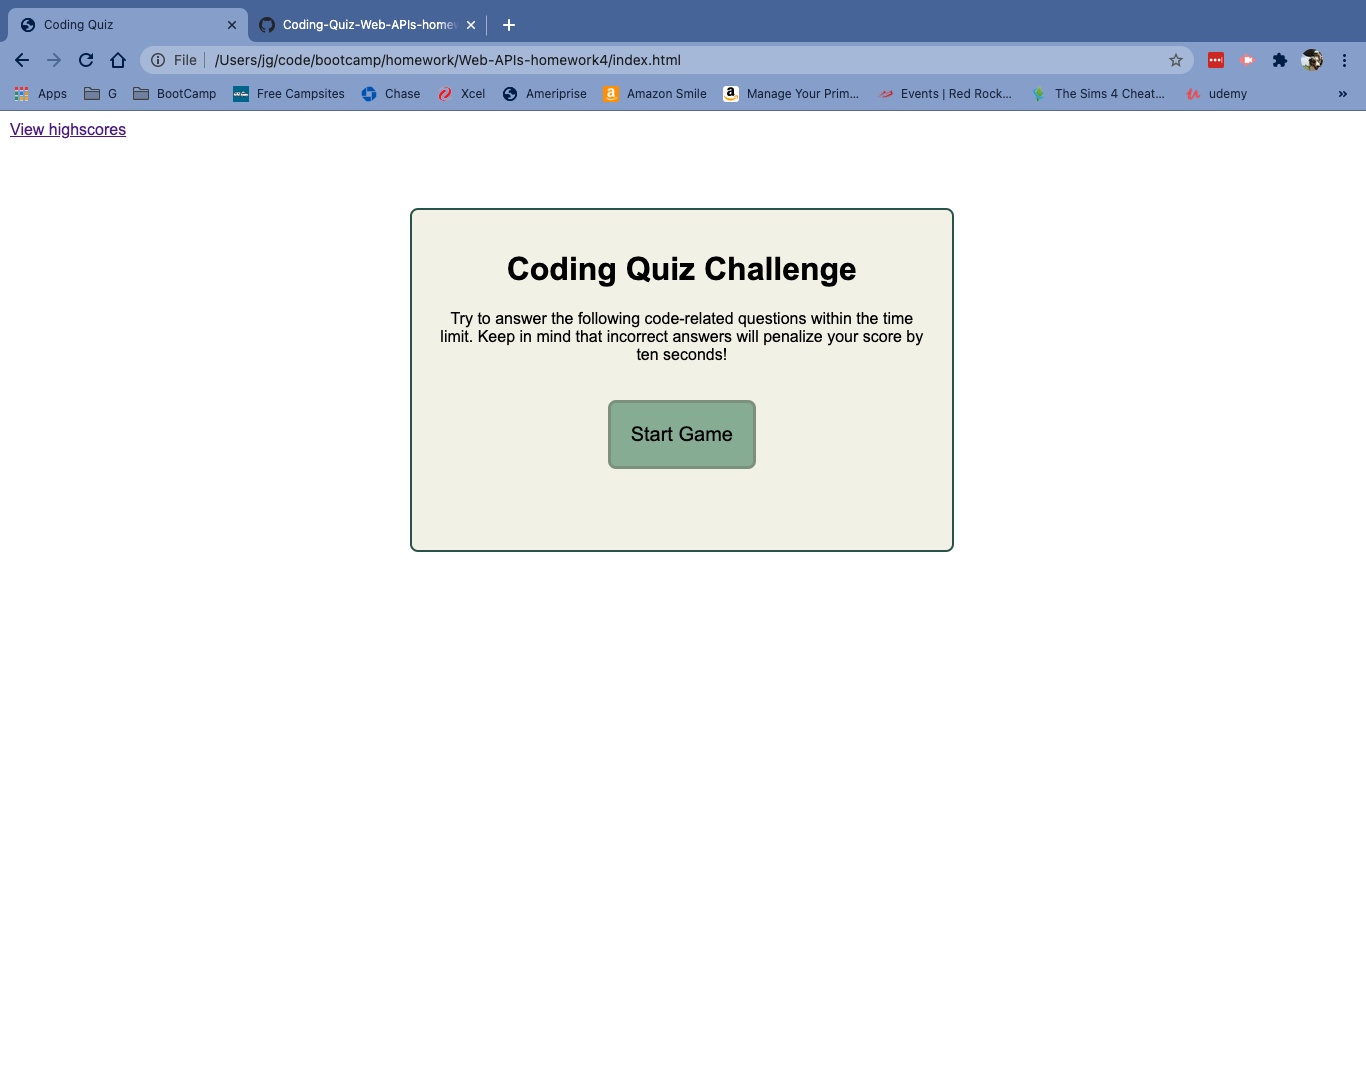 Coding Quiz
Coding-Quiz-Web-APIs-homew
File
/Users/jg/code/bootcamp/homework/Web-APIs-homework4/index.html
Apps G BootCamp Free Campsites Chase Xcel Ameriprise Amazon Smile Manage Your Prim... Events | Red Rock... The Sims 4 Cheat... udemy »
View highscores
Coding Quiz Challenge
Try to answer the following code-related questions within the time
limit. Keep in mind that incorrect answers will penalize your score by
ten seconds!
Start Game